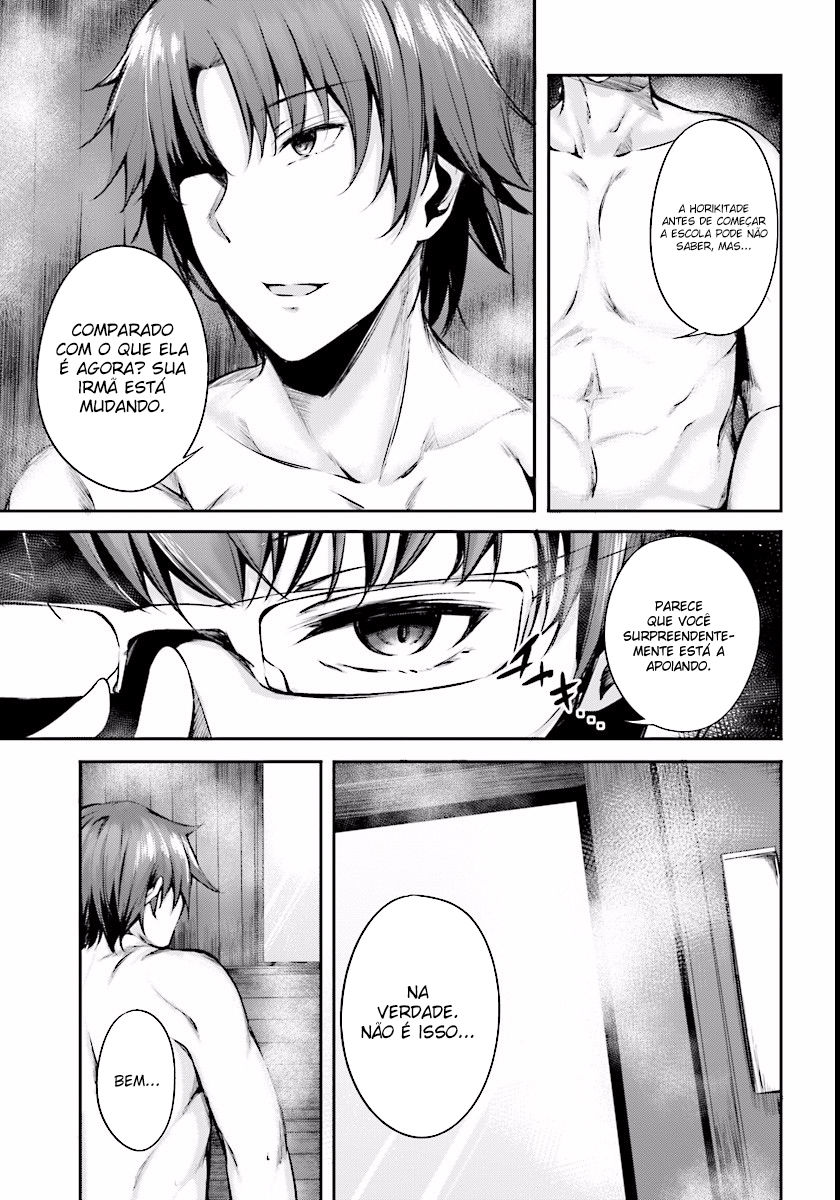 A HORIKITADE
ANTES DE COMEÇAR
A ESCOLA PODE NÃO
SABER, MAS...
COMPARADO
COM O QUE ELA
É AGORA? SUA
IRMÃ ESTÁ
MUDANDO.
PARECE
QUE VOCÊ
SURPREENDENTE-
MENTE ESTÁ A
APOIANDO.
NA
VERDADE.
NÃO É ISSO...
BEM...